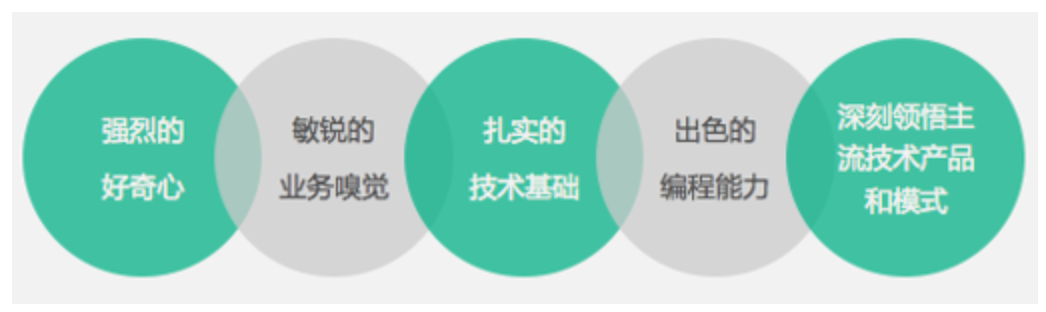 强烈的
好奇心
敏锐的
业务嗅觉
扎实的
技术基础
出色的
编程能力
深刻领悟主
流技术产品
和模式